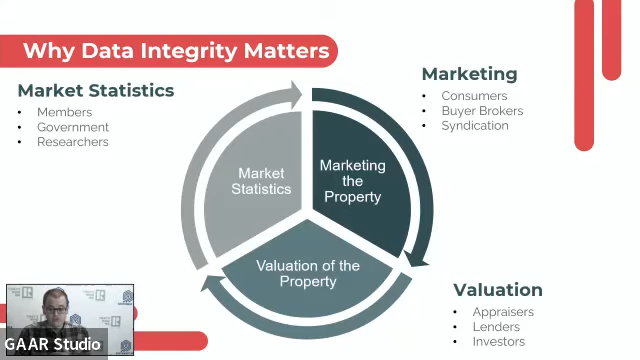 Why Data Integrity Matters
Market Statistics
• Members
• Government
• Researchers
Marketing
• Consumers
• Buyer Brokers
• Syndication
Market
Statistics
Marketing
the
Property
Valuation of the
Property
Valuation
• Appraisers
• Lenders
• Investors
GAAR Studio